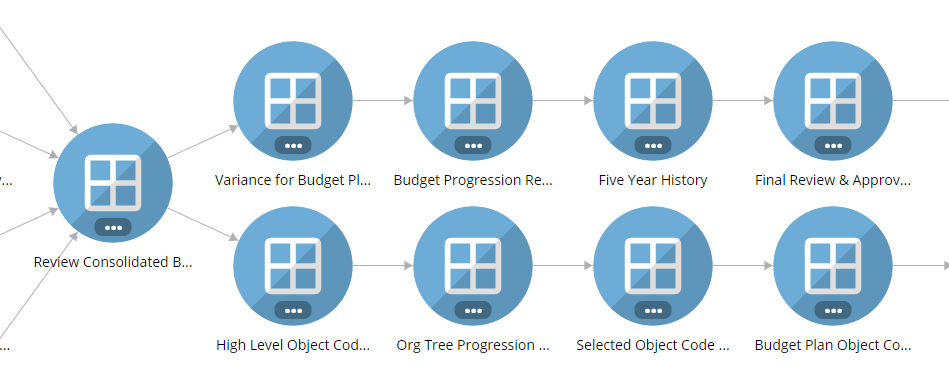 Variance for Budget Pl...
Budget Progression Re...
Five Year History
Final Review & Approv...
Review Consolidated B...
High Level Object Cod...
Org Tree Progression ...
Selected Object Code ...
Budget Plan Object Co...